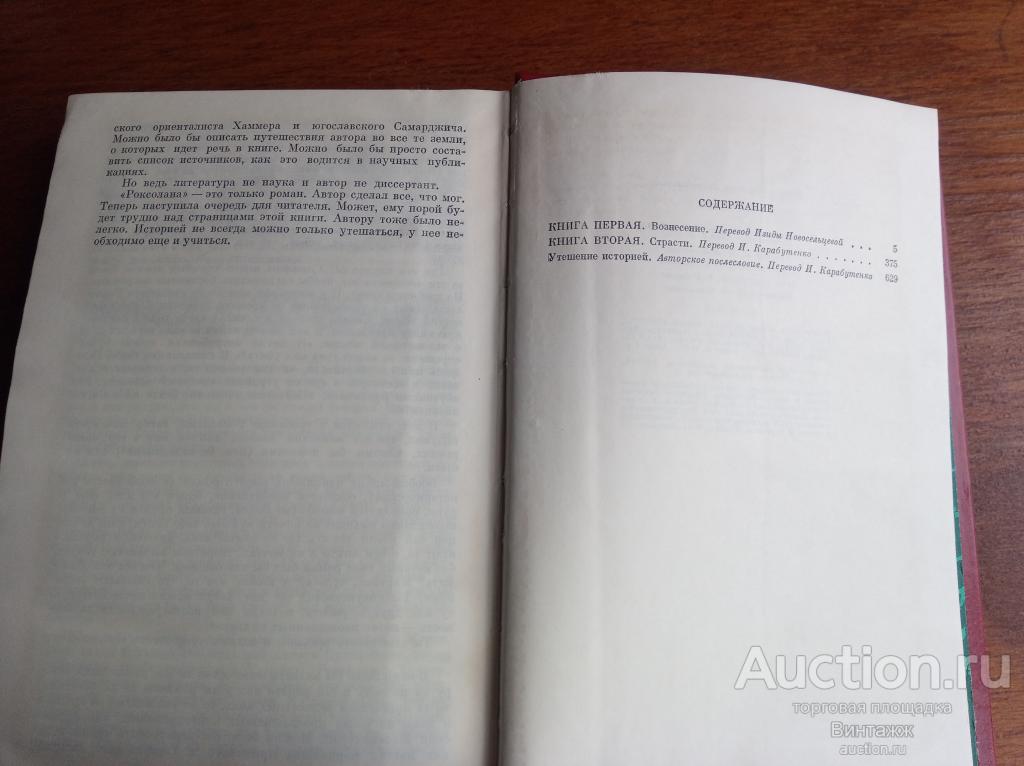 ского ориенталиста Хаммера и югославского Самарджича.
Можно было бы описать путешествия автора во все те земли,
о которых идет речь в книге. Можно было бы просто соста-
вить список источников, как это водится в научных публи-
кациях.
Но ведь литература не наука и автор не диссертант.
«Роксолана» — это только роман. Автор сделал все, что мог.
Теперь наступила очередь для читателя. Может, ему порой бу-
дет трудно над страницами этой книги. Автору тоже было не-
легко. Историей не всегда можно только утешаться, у нее не-
обходимо еще и учиться.
СОДЕРЖАНИЕ
КНИГА ПЕРВАЯ. Вознесение. Перевод Изиды Новосельцевой . . . 5
КНИГА ВТОРАЯ. Страсти. Перевод И. Карабутенко . . . . . . . 375
Утешение историей. Авторское послесловие. Перевод И. Карабутенко 629
Auction.ru
торговая площадка
Винтажж
auction.ru